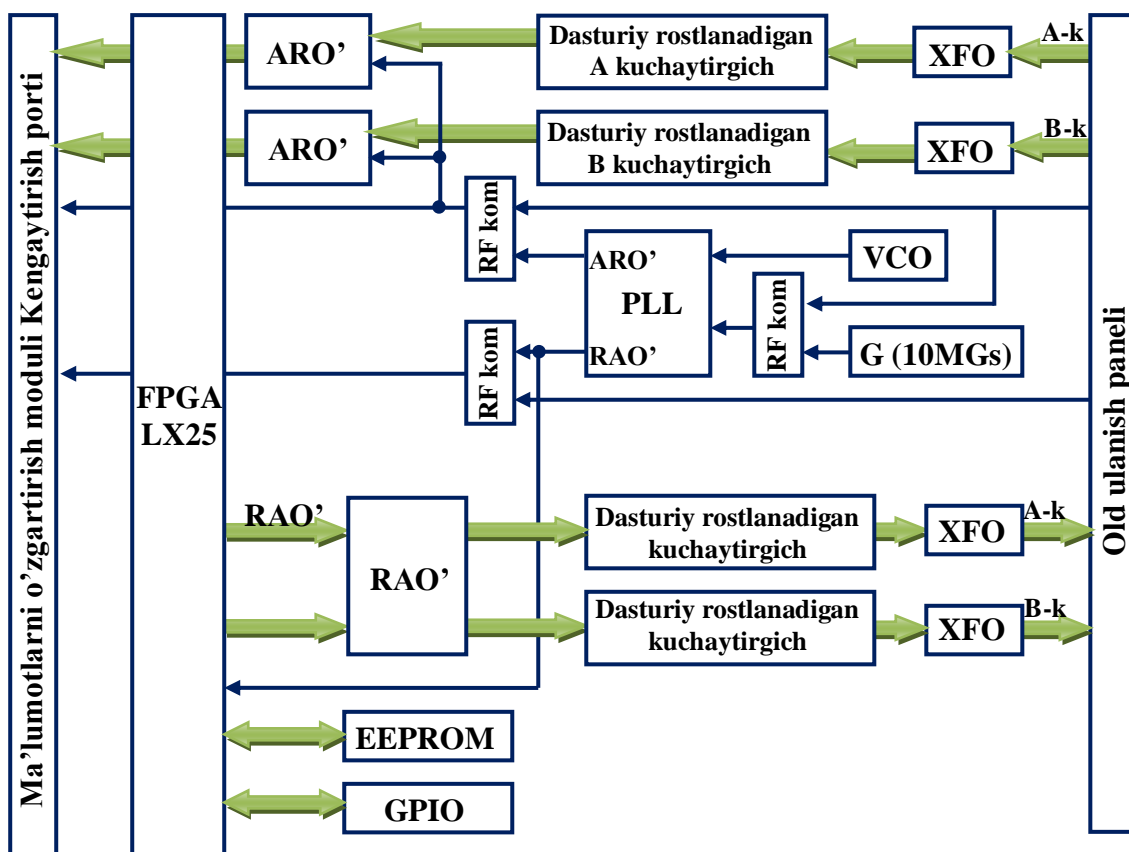 Ma’lumotlarni o’zgartirish moduli Kengaytirish porti
FPGA
LX25
ARO’
Dasturiy rostlanadigan
A kuchaytirgich
XFO
A-k
ARO’
Dasturiy rostlanadigan
B kuchaytirgich
XFO
B-k
RF kom
ARO’
PLL
RAO’
VCO
RF kom
G (10MGs)
RF kom
Old ulanish paneli
RAO’
RAO’
Dasturiy rostlanadigan
kuchaytirgich
XFO
A-k
Dasturiy rostlanadigan
kuchaytirgich
XFO
B-k
EEPROM
GPIO